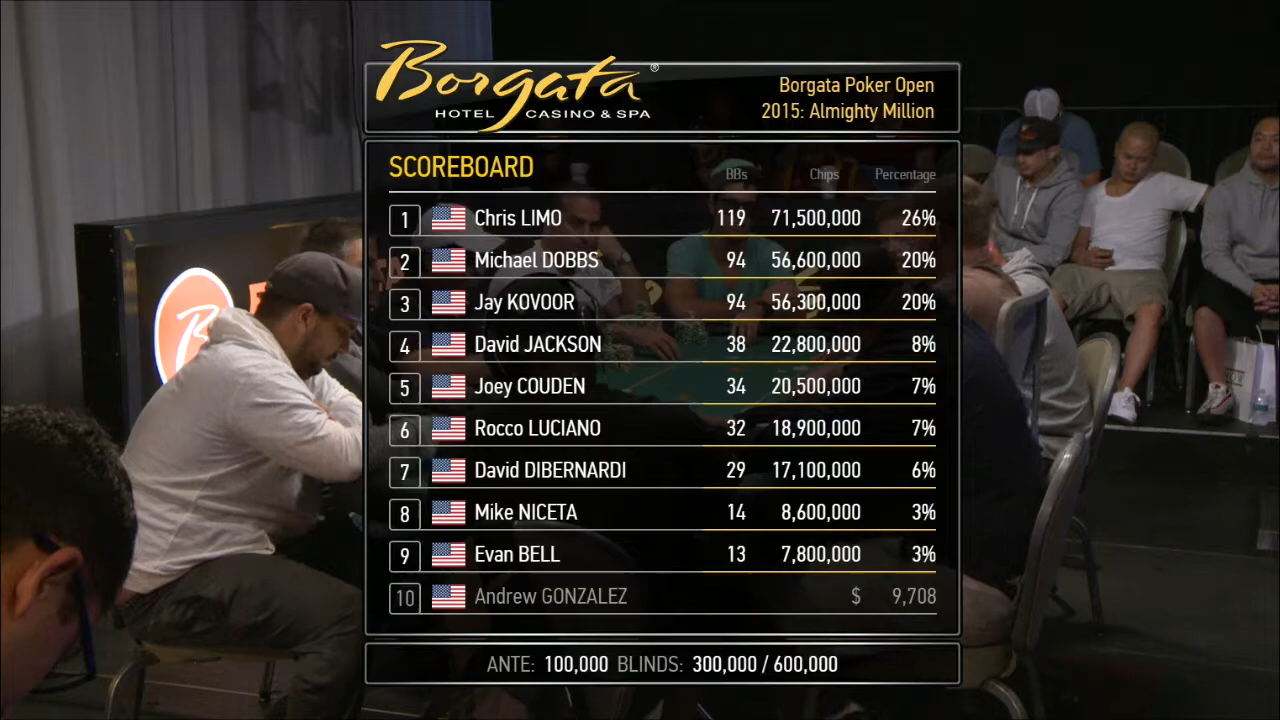 Borgata®
HOTEL CASINO & SPA
Borgata Poker Open
2015: Almighty Million
SCOREBOARD BBs Chips Percentage
1 Chris LIMO 119 71,500,000 26%
2 Michael DOBBS 94 56,600,000 20%
3 Jay KOVOOR 94 56,300,000 20%
4 David JACKSON 38 22,800,000 8%
5 Joey COUDEN 34 20,500,000 7%
6 Rocco LUCIANO 32 18,900,000 7%
7 David DIBERNARDI 29 17,100,000 6%
8 Mike NICETA 14 8,600,000 3%
9 Evan BELL 13 7,800,000 3%
10 Andrew GONZALEZ $ 9,708
ANTE: 100,000 BLINDS: 300,000 / 600,000